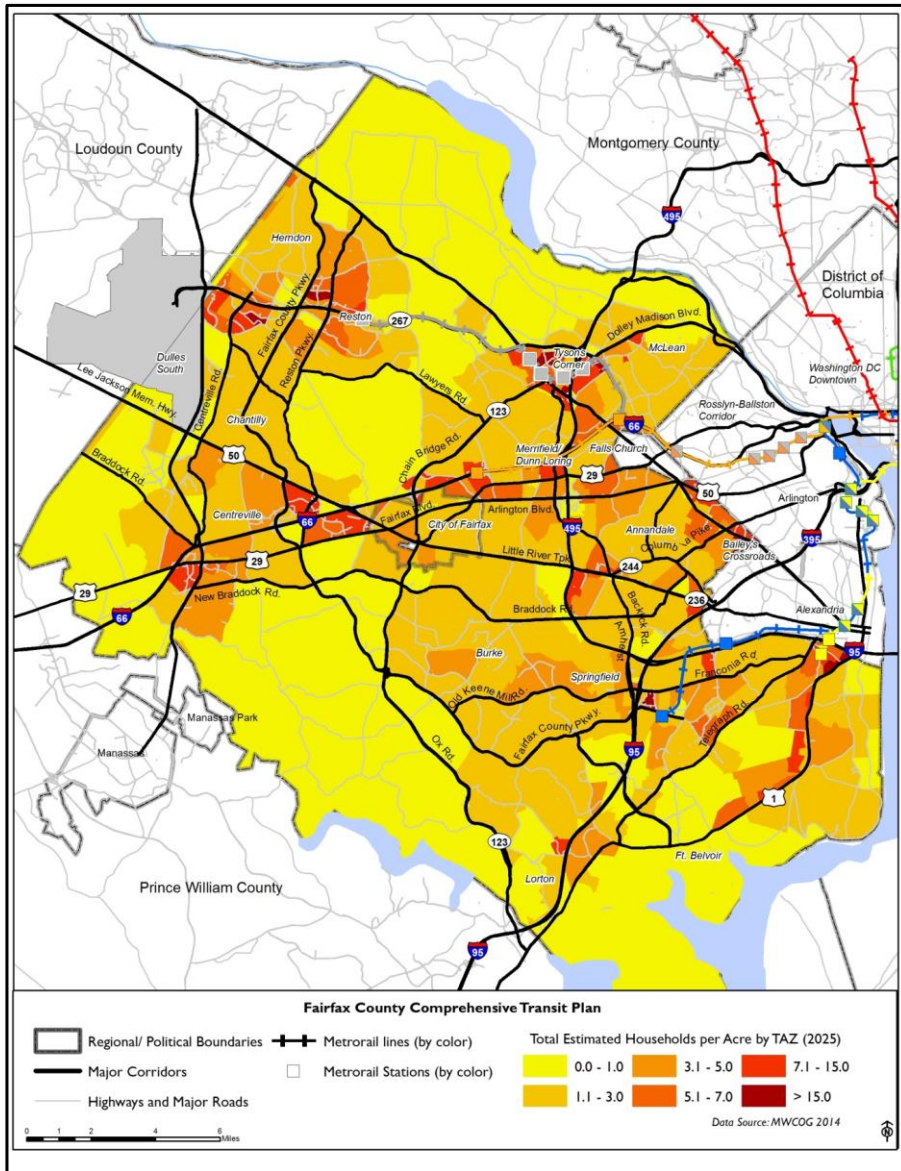 Loudoun County
Montgomery County
495
District of
Columbia
Herndon
Fairfax County Pkwy.
Reston Pkwy.
Reston
267
Dolley Madison Blvd.
McLean
Tysons
Corner
Washington DC
Downtown
Dulles
South
Lee Jackson Mem. Hwy.
Centreville Rd.
Lawyers Rd.
Rosslyn-Ballston
Corridor
123
66
Chantilly
Chain Bridge Rd.
Merrifield/
Dunn Loring
Falls Church
50
29
50
Braddock Rd.
Centreville
66
Fairfax Blvd.
City of Fairfax
Arlington Blvd.
495
Annandale
Arlington
Columbia Pike
Bailey's
Crossroads
395
29
Little River Tpk.
244
29
66
New Braddock Rd.
Braddock Rd.
Backlick Rd.
236
Amherst
Alexandria
95
Burke
Springfield
Franconia Rd.
Old Keene Mill Rd.
Telegraph Rd.
Manassas Park
Manassas
Fairfax County Pkwy.
Ox Rd.
95
1
123
Ft. Belvoir
Lorton
Prince William County
95
Fairfax County Comprehensive Transit Plan
Regional/ Political Boundaries
Metrorail lines (by color)
Total Estimated Households per Acre by TAZ (2025)
Major Corridors
Metrorail Stations (by color)
0.0 - 1.0
3.1 - 5.0
7.1 - 15.0
Highways and Major Roads
1.1 - 3.0
5.1 - 7.0
> 15.0
Data Source: MWCOG 2014
0 1 2 4 6
Miles